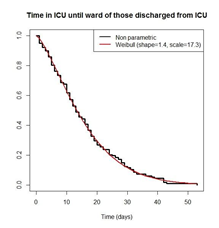 Time in ICU until ward of those discharged from ICU
Non parametric
Weibull (shape=1.4, scale=17.3)
1.0
0.8
0.6
0.4
0.2
0.0
0 10 20 30 40 50
Time (days)